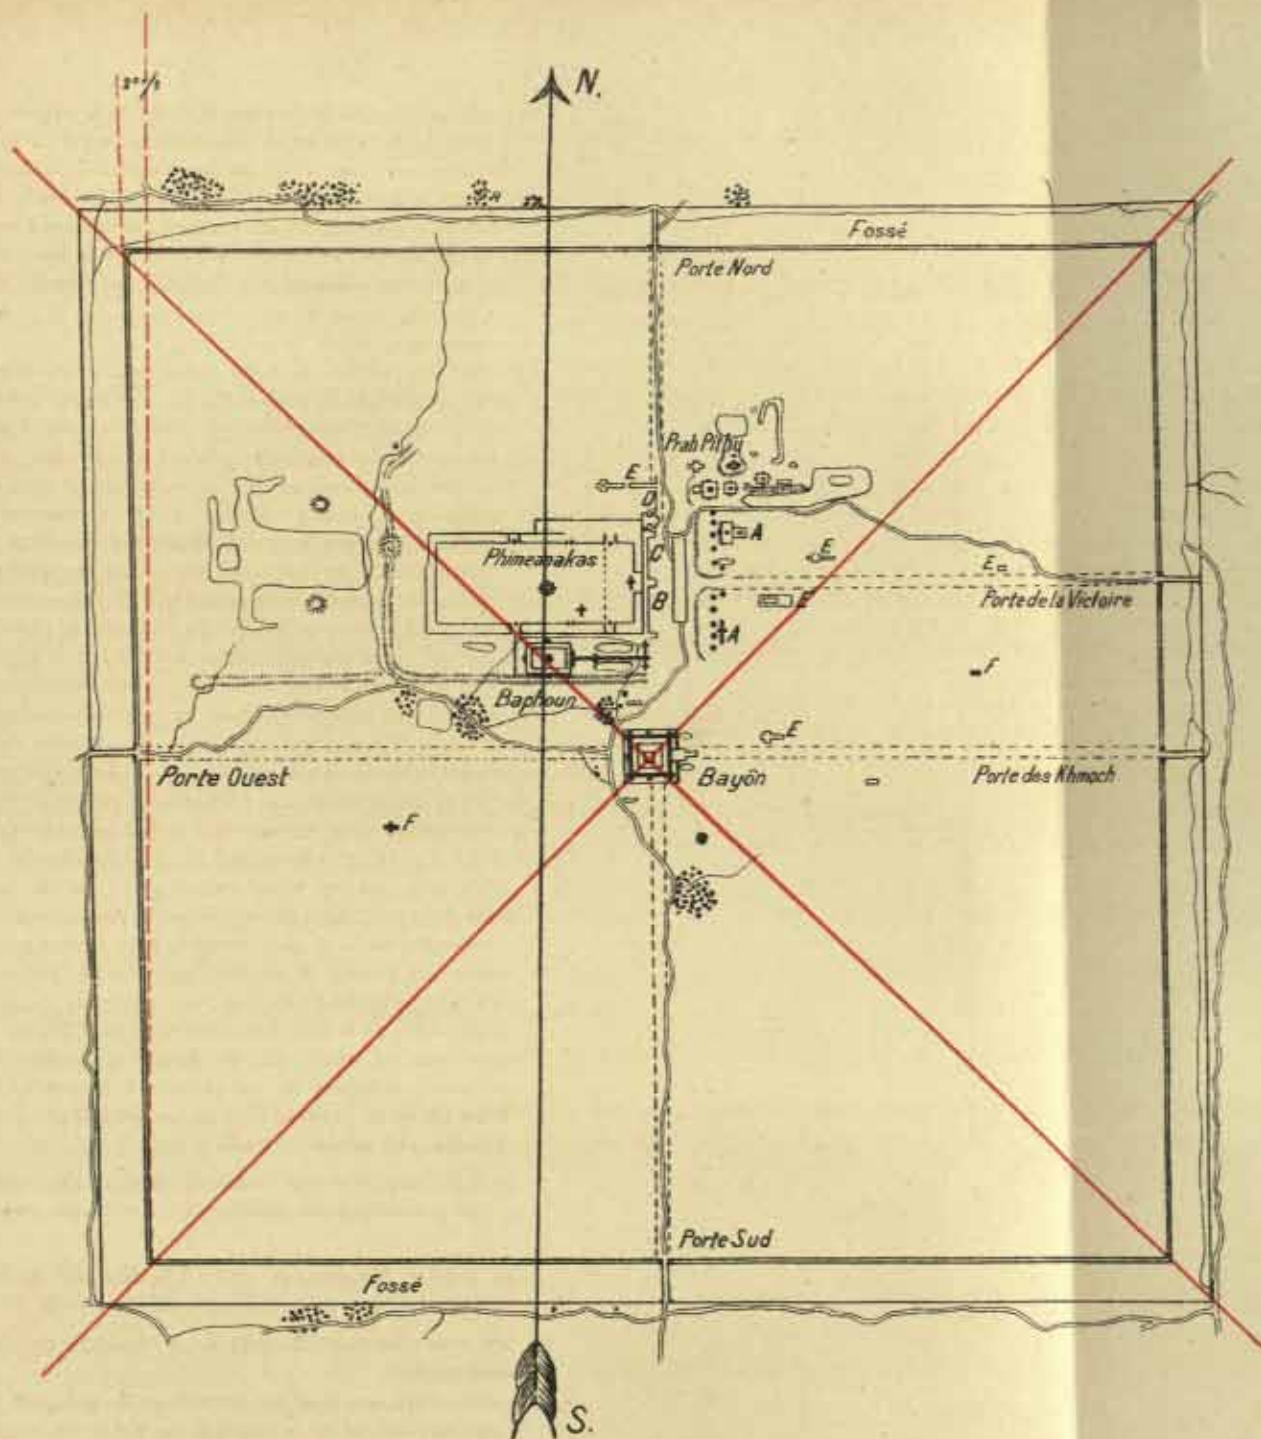 N.
Fossé
Porte Nord
Prah Pithu
E
D
A
Phimeanakas
C
E
E
B
E
Porte de la Victoire
A
F
Baphoun
E
Porte Ouest
Bayôn
Porte des Khmoch
F
Porte Sud
Fossé
S.